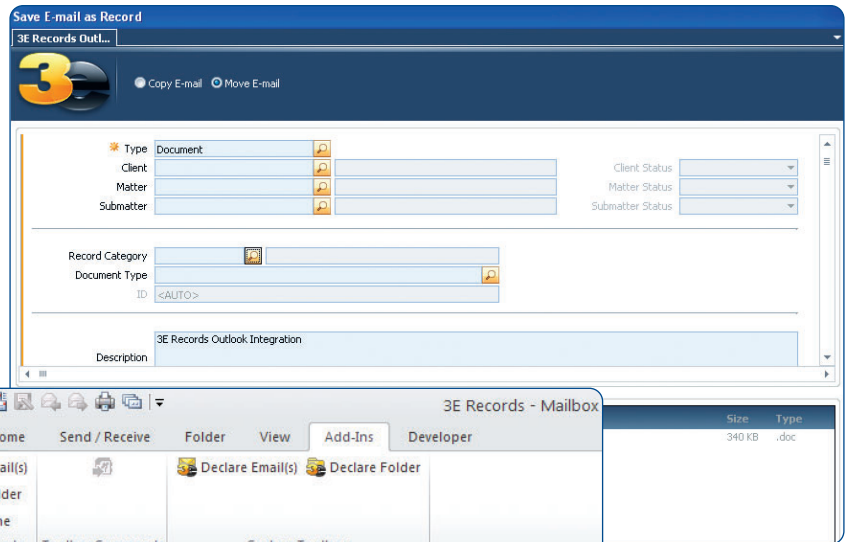 Save E-mail as Record
3E Records Outl...
3e
Copy E-mail Move E-mail
Type Document
Client Client Status
Matter Matter Status
Submatter Submatter Status
Record Category
Document Type
ID <AUTO>
3E Records Outlook Integration
Description
3E Records - Mailbox
Size Type
ome Send / Receive Folder View Add-Ins Developer
340 KB .doc
ail(s) Declare Email(s) Declare Folder
lder
ne